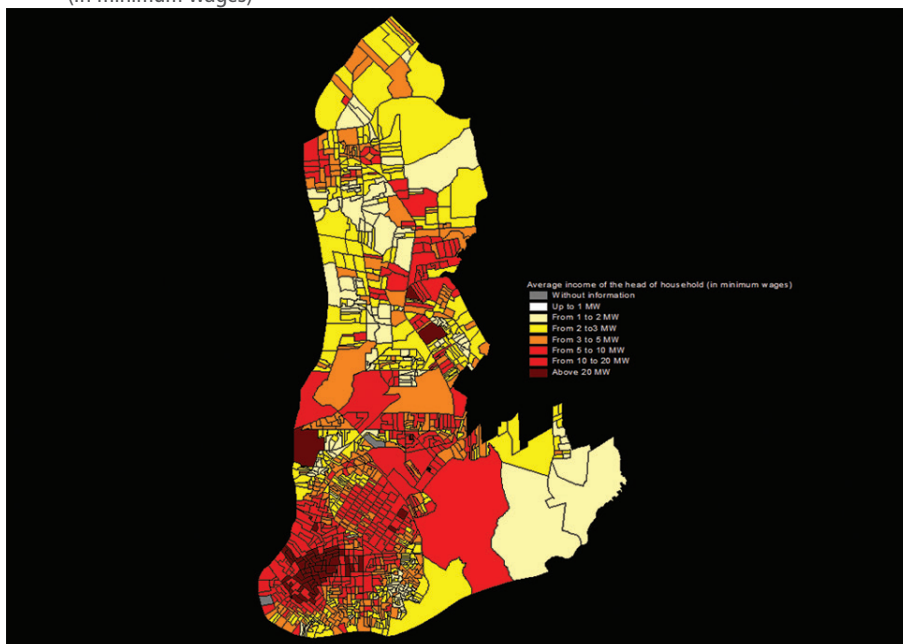 (in minimum wages)
Average income of the head of household (in minimum wages)
Without information
Up to 1 MW
From 1 to 2 MW
From 2 to3 MW
From 3 to 5 MW
From 5 to 10 MW
From 10 to 20 MW
Above 20 MW